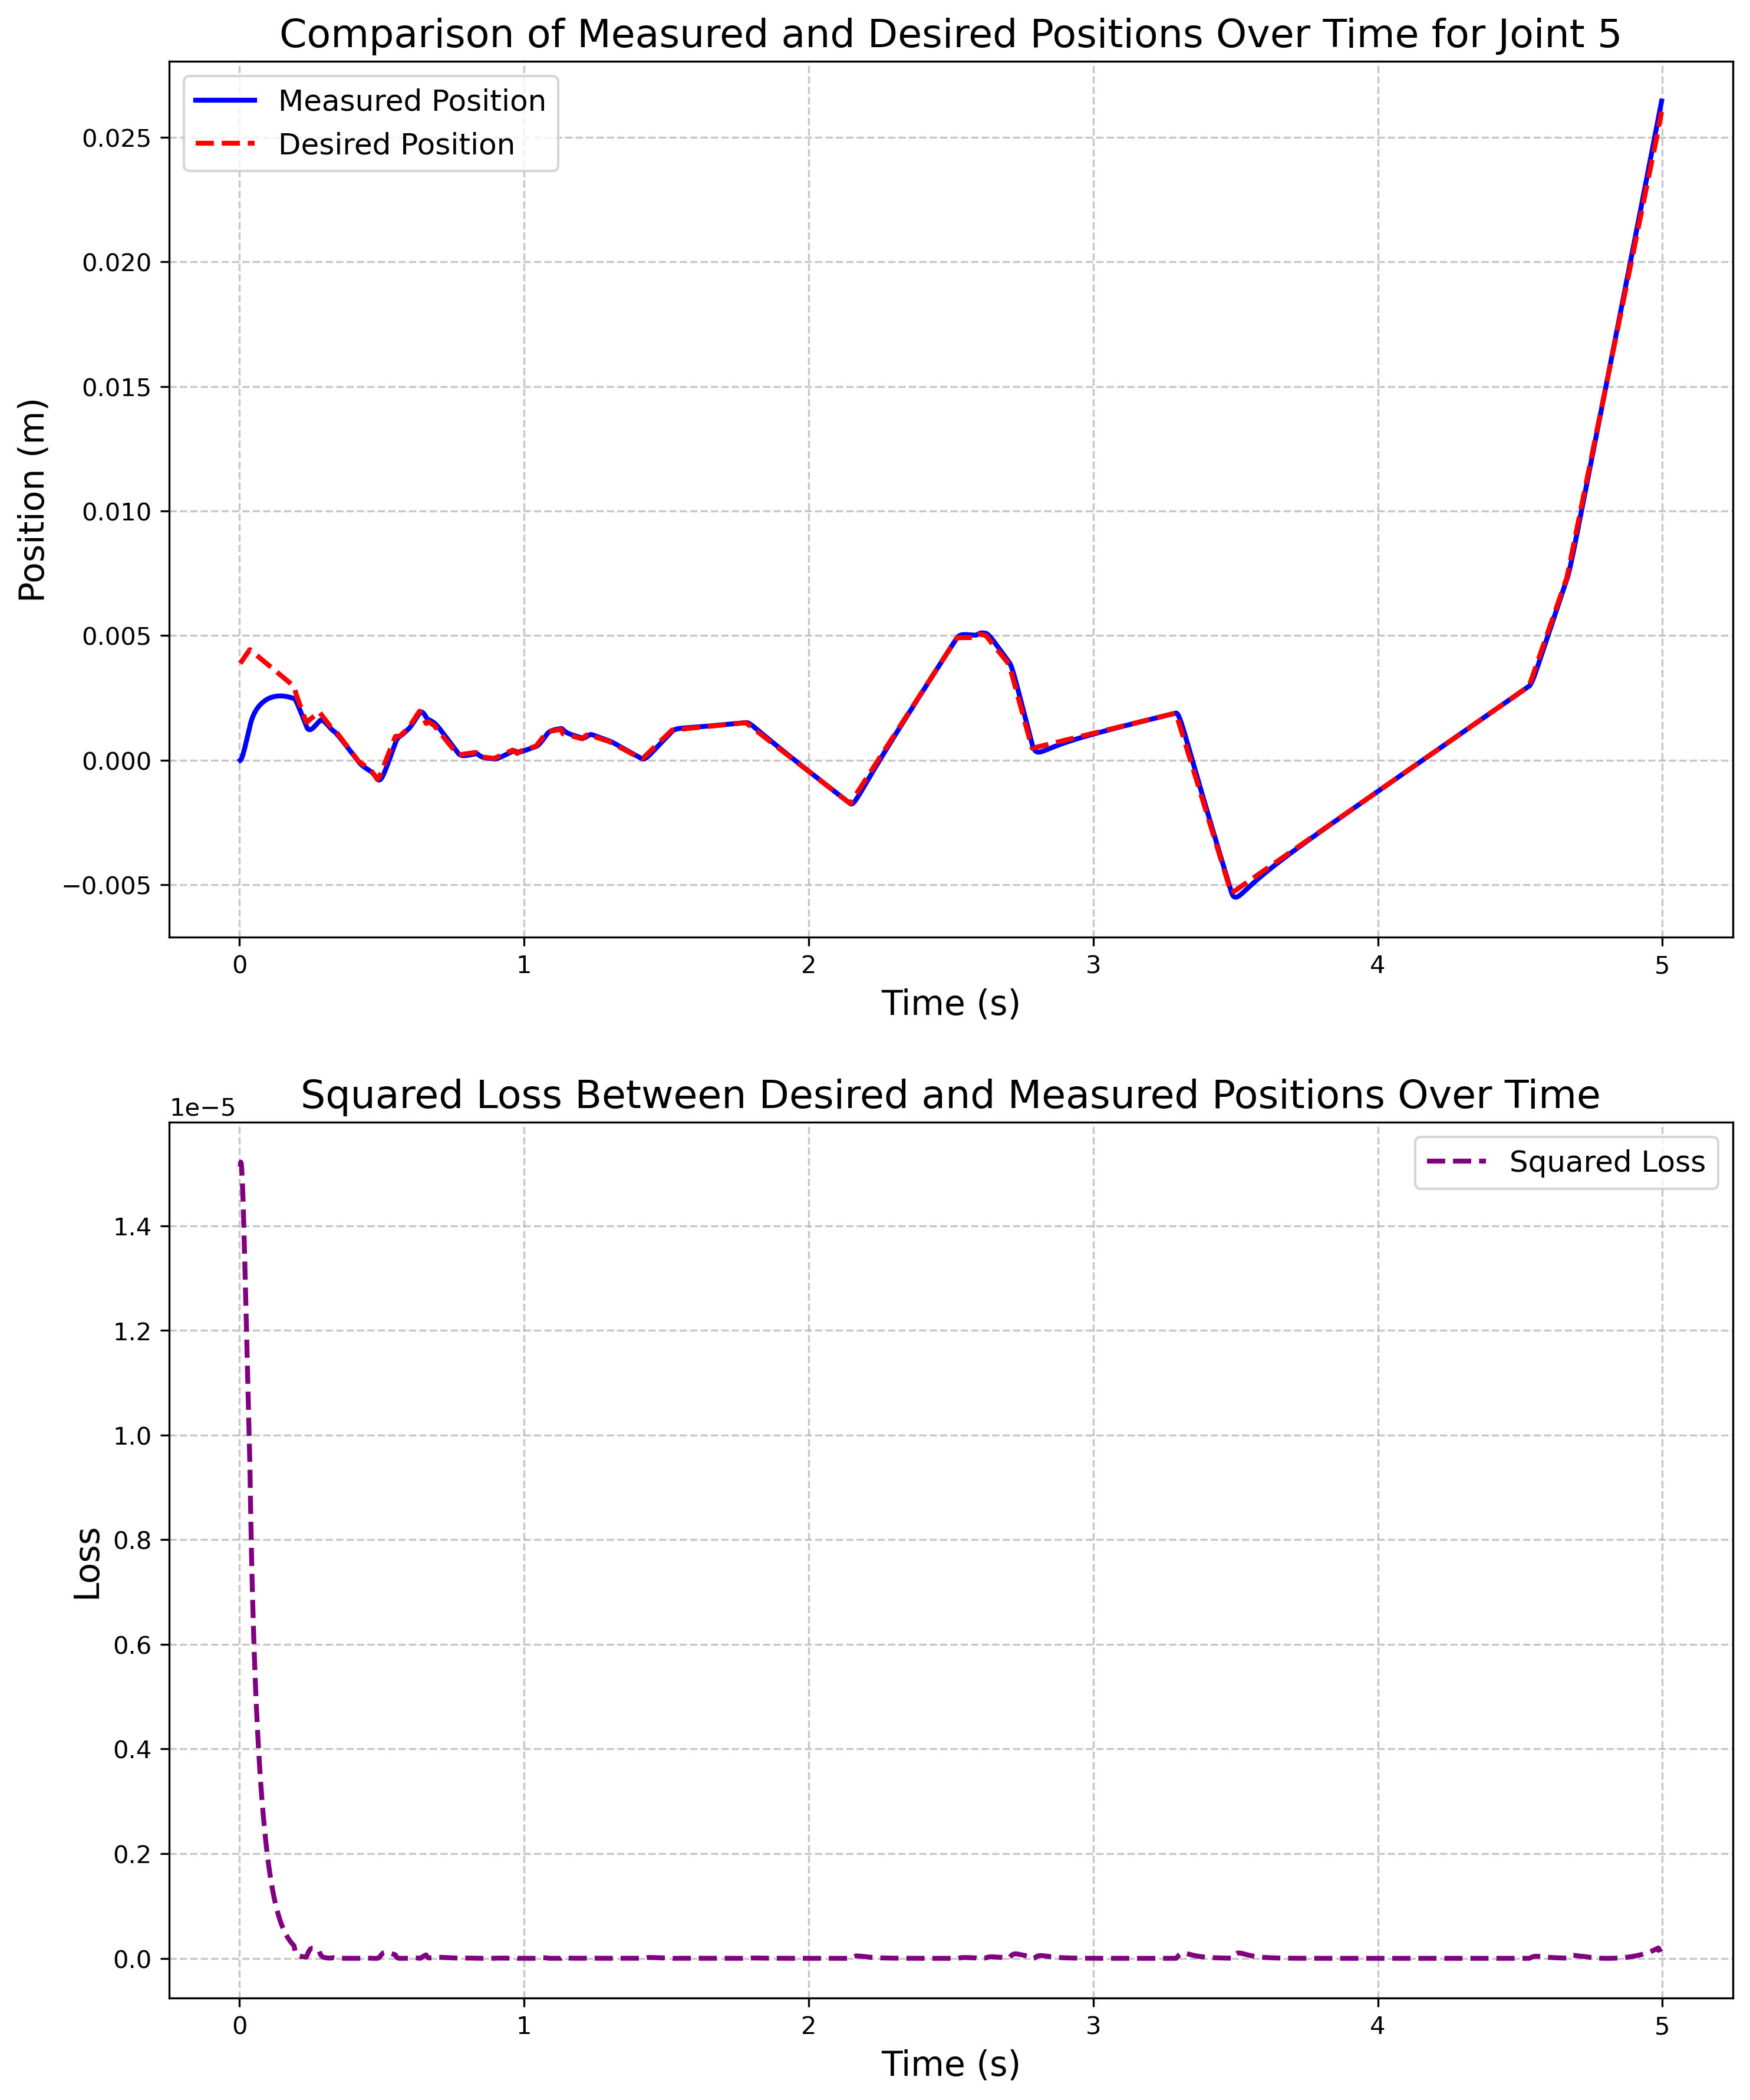 Comparison of Measured and Desired Positions Over Time for Joint 5
Measured Position
Desired Position
0.025
0.020
0.015
0.010
0.005
0.000
−0.005
Position (m)
0 1 2 3 4 5
Time (s)
Squared Loss Between Desired and Measured Positions Over Time
1e−5
Squared Loss
1.4
1.2
1.0
0.8
0.6
0.4
0.2
0.0
Loss
0 1 2 3 4 5
Time (s)